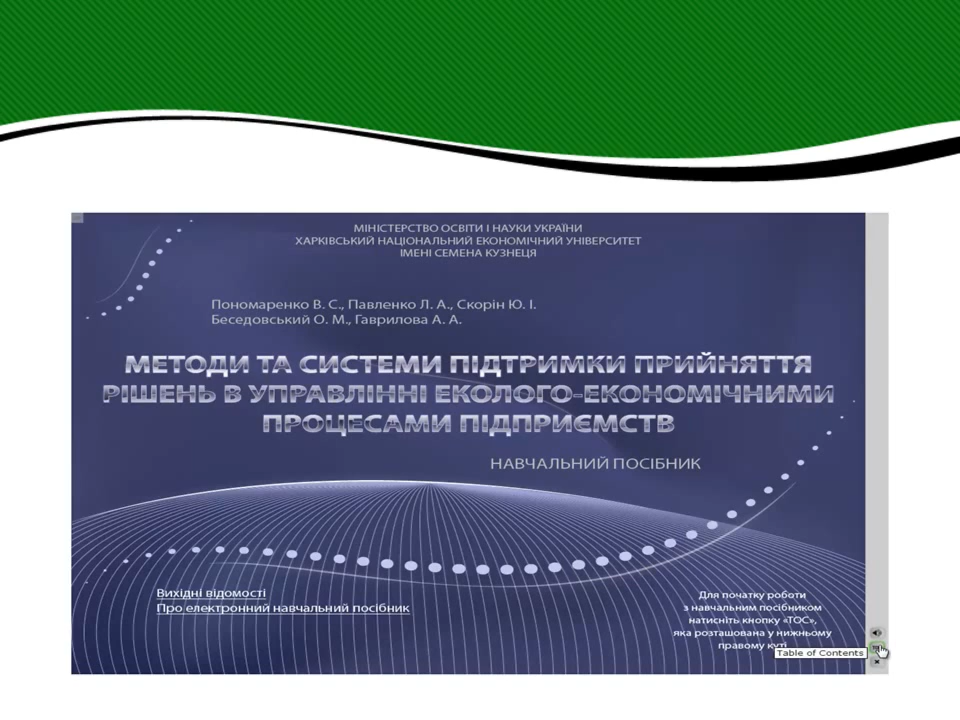 МІНІСТЕРСТВО ОСВІТИ І НАУКИ УКРАЇНИ
ХАРКІВСЬКИЙ НАЦІОНАЛЬНИЙ ЕКОНОМІЧНИЙ УНІВЕРСИТЕТ
ІМЕНІ СЕМЕНА КУЗНЕЦЯ
Пономаренко В. С., Павленко Л. А., Скорін Ю. І.
Беседовський О. М., Гаврилова А. А.
МЕТОДИ ТА СИСТЕМИ ПІДТРИМКИ ПРИЙНЯТТЯ
РІШЕНЬ В УПРАВЛІННІ ЕКОЛОГО-ЕКОНОМІЧНИМИ
ПРОЦЕСАМИ ПІДПРИЄМСТВ
НАВЧАЛЬНИЙ ПОСІБНИК
Вихідні відомості
Про електронний навчальний посібник
Для початку роботи
з навчальним посібником
натисніть кнопку «TOC»,
яка розташована у нижньому
правому куті
Table of Contents